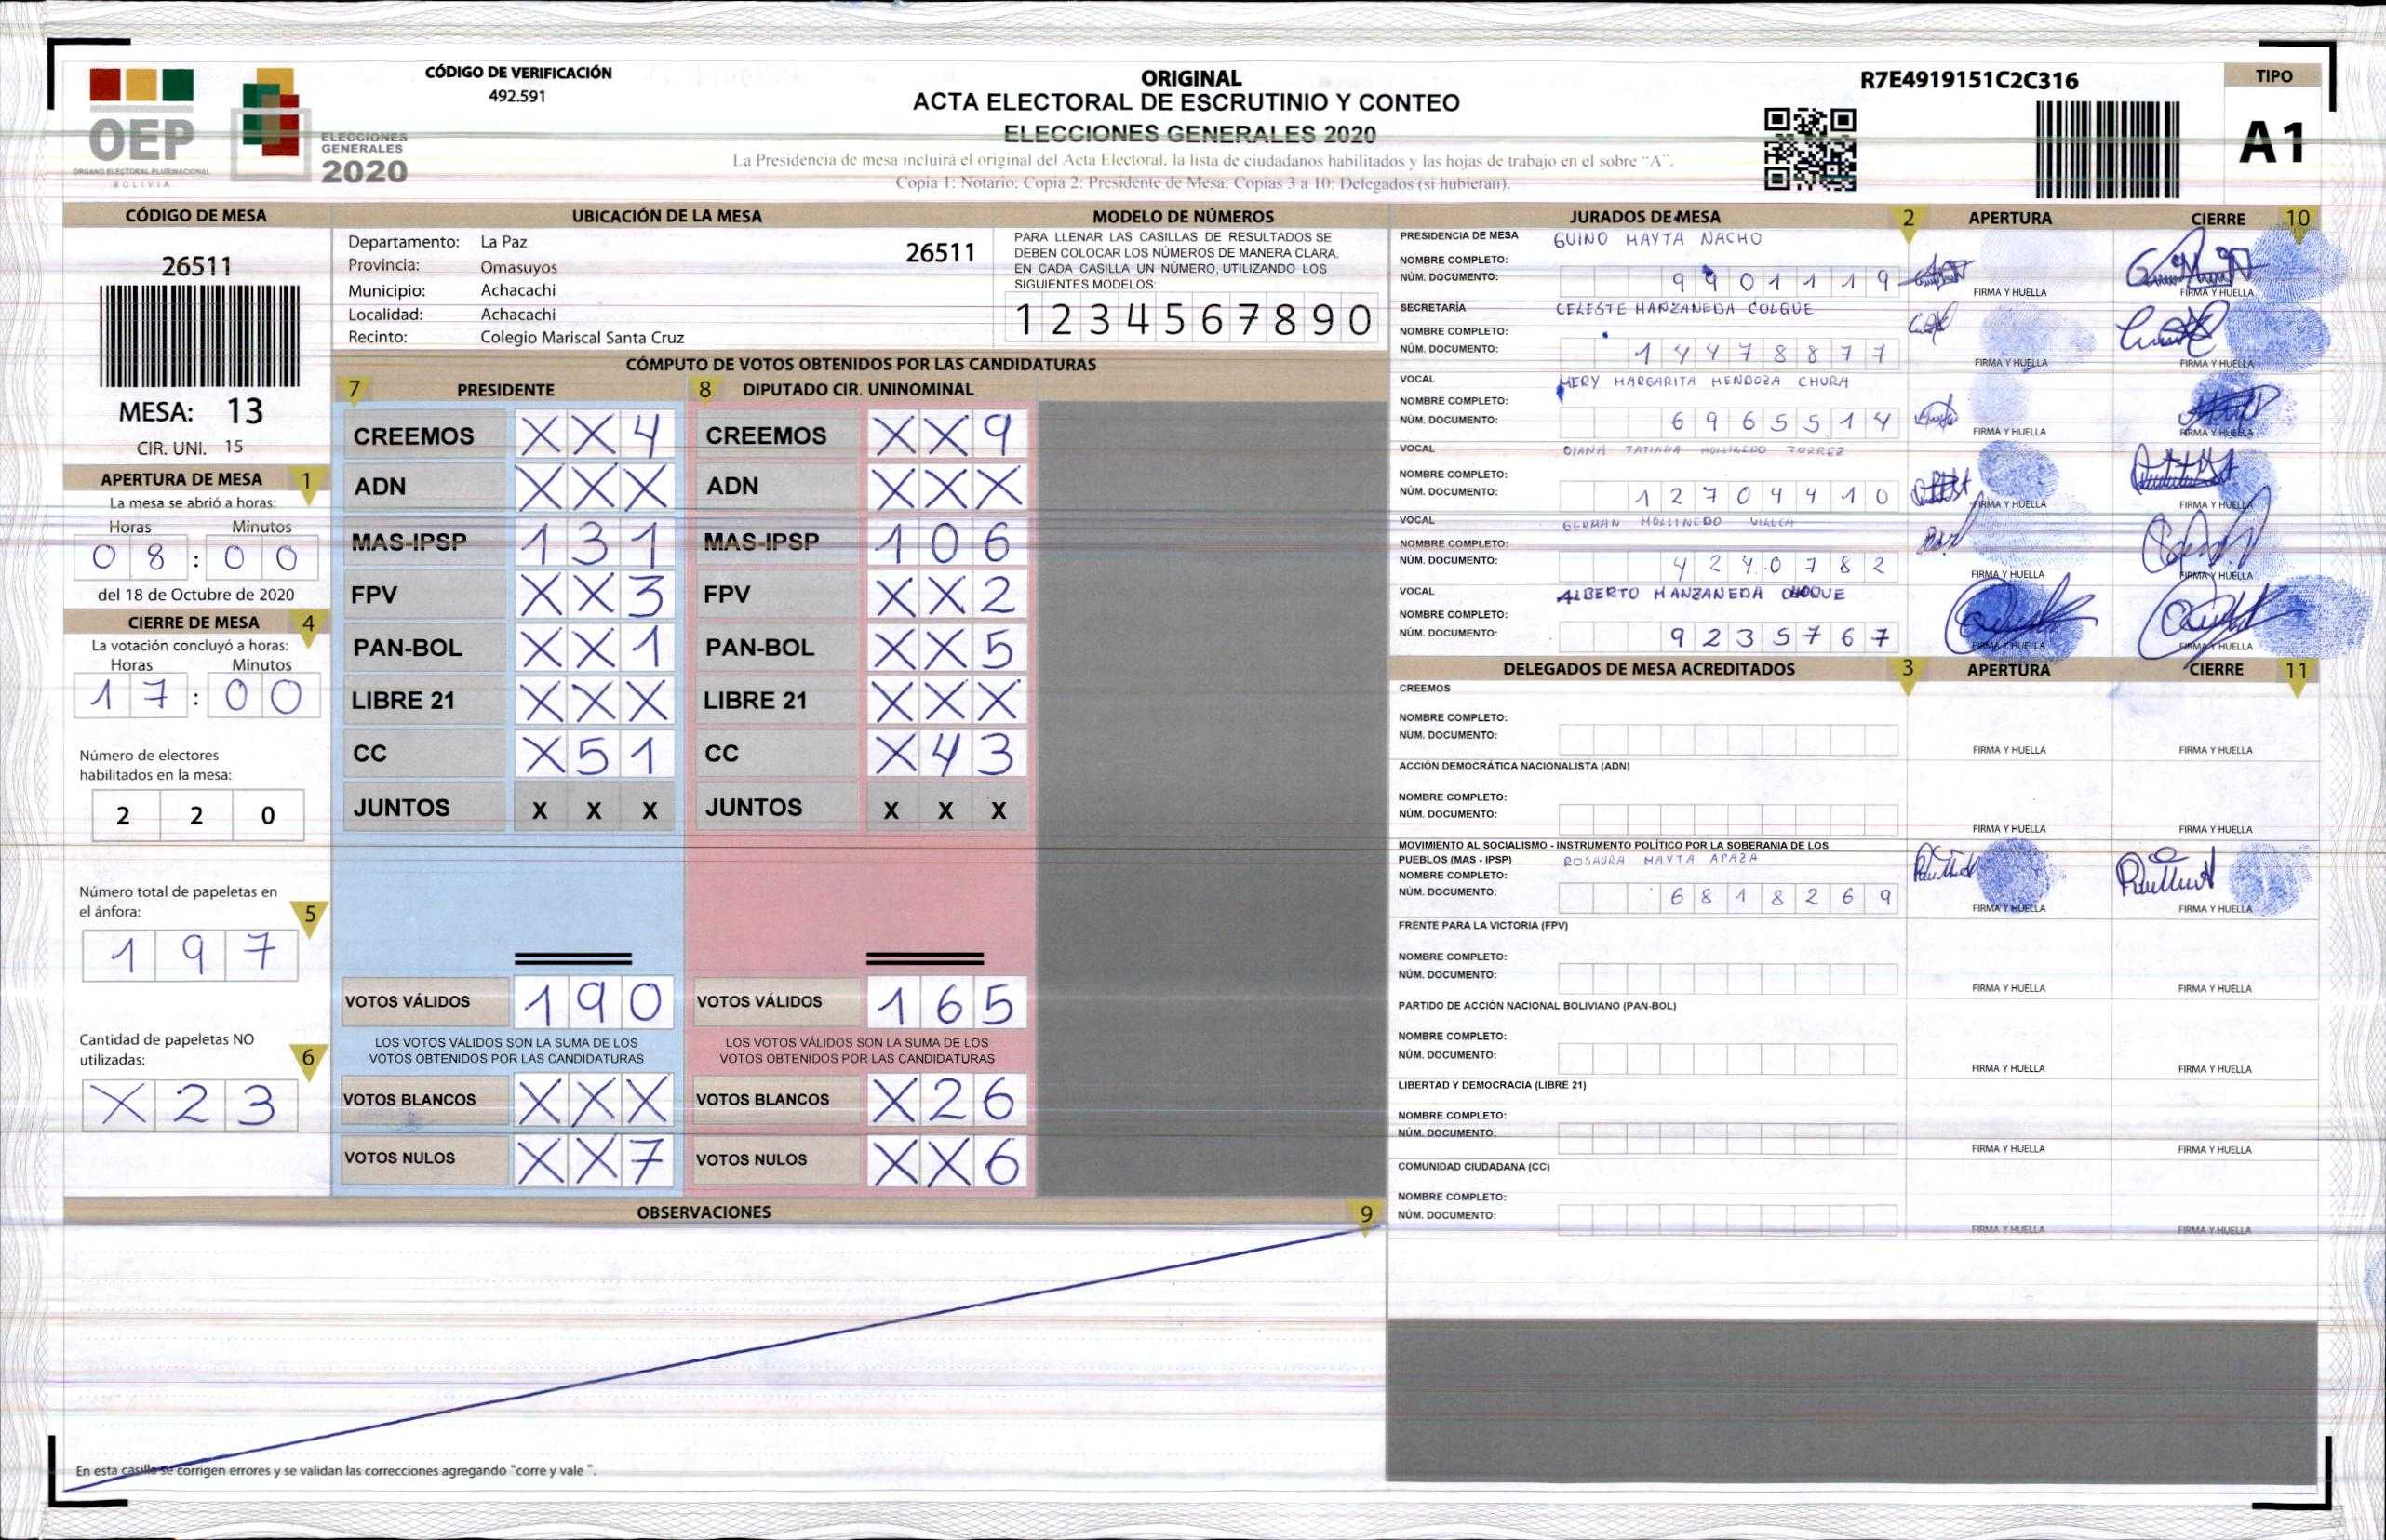 CÓDIGO DE VERIFICACIÓN
492.591
ORIGINAL
ACTA ELECTORAL DE ESCRUTINIO Y CONTEO
ELECCIONES GENERALES 2020
La Presidencia de mesa incluirá el original del Acta Electoral, la lista de ciudadanos habilitados y las hojas de trabajo en el sobre "A".
Copia 1: Notario; Copia 2: Presidente de Mesa; Copias 3 a 10: Delegados (si hubieran).
R7E4919151C2C316
TIPO
A1
OEP
ÓRGANO ELECTORAL PLURINACIONAL
BOLIVIA
ELECCIONES
GENERALES
2020
CÓDIGO DE MESA
26511
MESA: 13
CIR. UNI. 15
APERTURA DE MESA 1
La mesa se abrió a horas:
Horas Minutos
0 8 : 0 0
del 18 de Octubre de 2020
CIERRE DE MESA 4
La votación concluyó a horas:
Horas Minutos
1 7 : 0 0
Número de electores
habilitados en la mesa:
2 2 0
Número total de papeletas en
el ánfora: 5
1 9 7
Cantidad de papeletas NO
utilizadas: 6
X 2 3
UBICACIÓN DE LA MESA
Departamento: La Paz 26511
Provincia: Omasuyos
Municipio: Achacachi
Localidad: Achacachi
Recinto: Colegio Mariscal Santa Cruz
MODELO DE NÚMEROS
PARA LLENAR LAS CASILLAS DE RESULTADOS SE
DEBEN COLOCAR LOS NÚMEROS DE MANERA CLARA.
EN CADA CASILLA UN NÚMERO, UTILIZANDO LOS
SIGUIENTES MODELOS:
1 2 3 4 5 6 7 8 9 0
CÓMPUTO DE VOTOS OBTENIDOS POR LAS CANDIDATURAS
7 PRESIDENTE 8 DIPUTADO CIR. UNINOMINAL
CREEMOS X X 4 CREEMOS X X 9
ADN X X X ADN X X X
MAS-IPSP 1 3 1 MAS-IPSP 1 0 6
FPV X X 3 FPV X X 2
PAN-BOL X X 1 PAN-BOL X X 5
LIBRE 21 X X X LIBRE 21 X X X
CC X 5 1 CC X 4 3
JUNTOS X X X JUNTOS X X X
VOTOS VÁLIDOS 1 9 0 VOTOS VÁLIDOS 1 6 5
LOS VOTOS VÁLIDOS SON LA SUMA DE LOS LOS VOTOS VÁLIDOS SON LA SUMA DE LOS
VOTOS OBTENIDOS POR LAS CANDIDATURAS VOTOS OBTENIDOS POR LAS CANDIDATURAS
VOTOS BLANCOS X X X VOTOS BLANCOS X 2 6
VOTOS NULOS X X 7 VOTOS NULOS X X 6
OBSERVACIONES 9
En esta casilla se corrigen errores y se validan las correcciones agregando "corre y vale ".
JURADOS DE MESA 2 APERTURA CIERRE 10
PRESIDENCIA DE MESA GUINO MAYTA NACHO
NOMBRE COMPLETO:
NÚM. DOCUMENTO: 9 9 0 1 1 1 9
FIRMA Y HUELLA FIRMA Y HUELLA
SECRETARÍA CELESTE MANZANEDA COLQUE
NOMBRE COMPLETO:
NÚM. DOCUMENTO: 1 4 4 7 8 8 7 7
FIRMA Y HUELLA FIRMA Y HUELLA
VOCAL MERY MARGARITA MENDOZA CHURA
NOMBRE COMPLETO:
NÚM. DOCUMENTO: 6 9 6 5 5 1 4
FIRMA Y HUELLA FIRMA Y HUELLA
VOCAL DIANA TATIANA MOLLINEDO TORREZ
NOMBRE COMPLETO:
NÚM. DOCUMENTO: 1 2 7 0 4 4 1 0
FIRMA Y HUELLA FIRMA Y HUELLA
VOCAL GERMAN MOLLINEDO VILLCA
NOMBRE COMPLETO:
NÚM. DOCUMENTO: 4 2 4 0 7 8 2
FIRMA Y HUELLA FIRMA Y HUELLA
VOCAL ALBERTO MANZANEDA
NOMBRE COMPLETO:
NÚM. DOCUMENTO: 9 2 3 5 7 6 7
FIRMA Y HUELLA FIRMA Y HUELLA
DELEGADOS DE MESA ACREDITADOS 3 APERTURA CIERRE 11
CREEMOS
NOMBRE COMPLETO:
NÚM. DOCUMENTO:
FIRMA Y HUELLA FIRMA Y HUELLA
ACCIÓN DEMOCRÁTICA NACIONALISTA (ADN)
NOMBRE COMPLETO:
NÚM. DOCUMENTO:
FIRMA Y HUELLA FIRMA Y HUELLA
MOVIMIENTO AL SOCIALISMO - INSTRUMENTO POLÍTICO POR LA SOBERANIA DE LOS
PUEBLOS (MAS - IPSP) ROSAURA MAYTA APAZA
NOMBRE COMPLETO:
NÚM. DOCUMENTO: 6 8 1 8 2 6 9
FIRMA Y HUELLA FIRMA Y HUELLA
FRENTE PARA LA VICTORIA (FPV)
NOMBRE COMPLETO:
NÚM. DOCUMENTO:
FIRMA Y HUELLA FIRMA Y HUELLA
PARTIDO DE ACCIÓN NACIONAL BOLIVIANO (PAN-BOL)
NOMBRE COMPLETO:
NÚM. DOCUMENTO:
FIRMA Y HUELLA FIRMA Y HUELLA
LIBERTAD Y DEMOCRACIA (LIBRE 21)
NOMBRE COMPLETO:
NÚM. DOCUMENTO:
FIRMA Y HUELLA FIRMA Y HUELLA
COMUNIDAD CIUDADANA (CC)
NOMBRE COMPLETO:
NÚM. DOCUMENTO:
FIRMA Y HUELLA FIRMA Y HUELLA